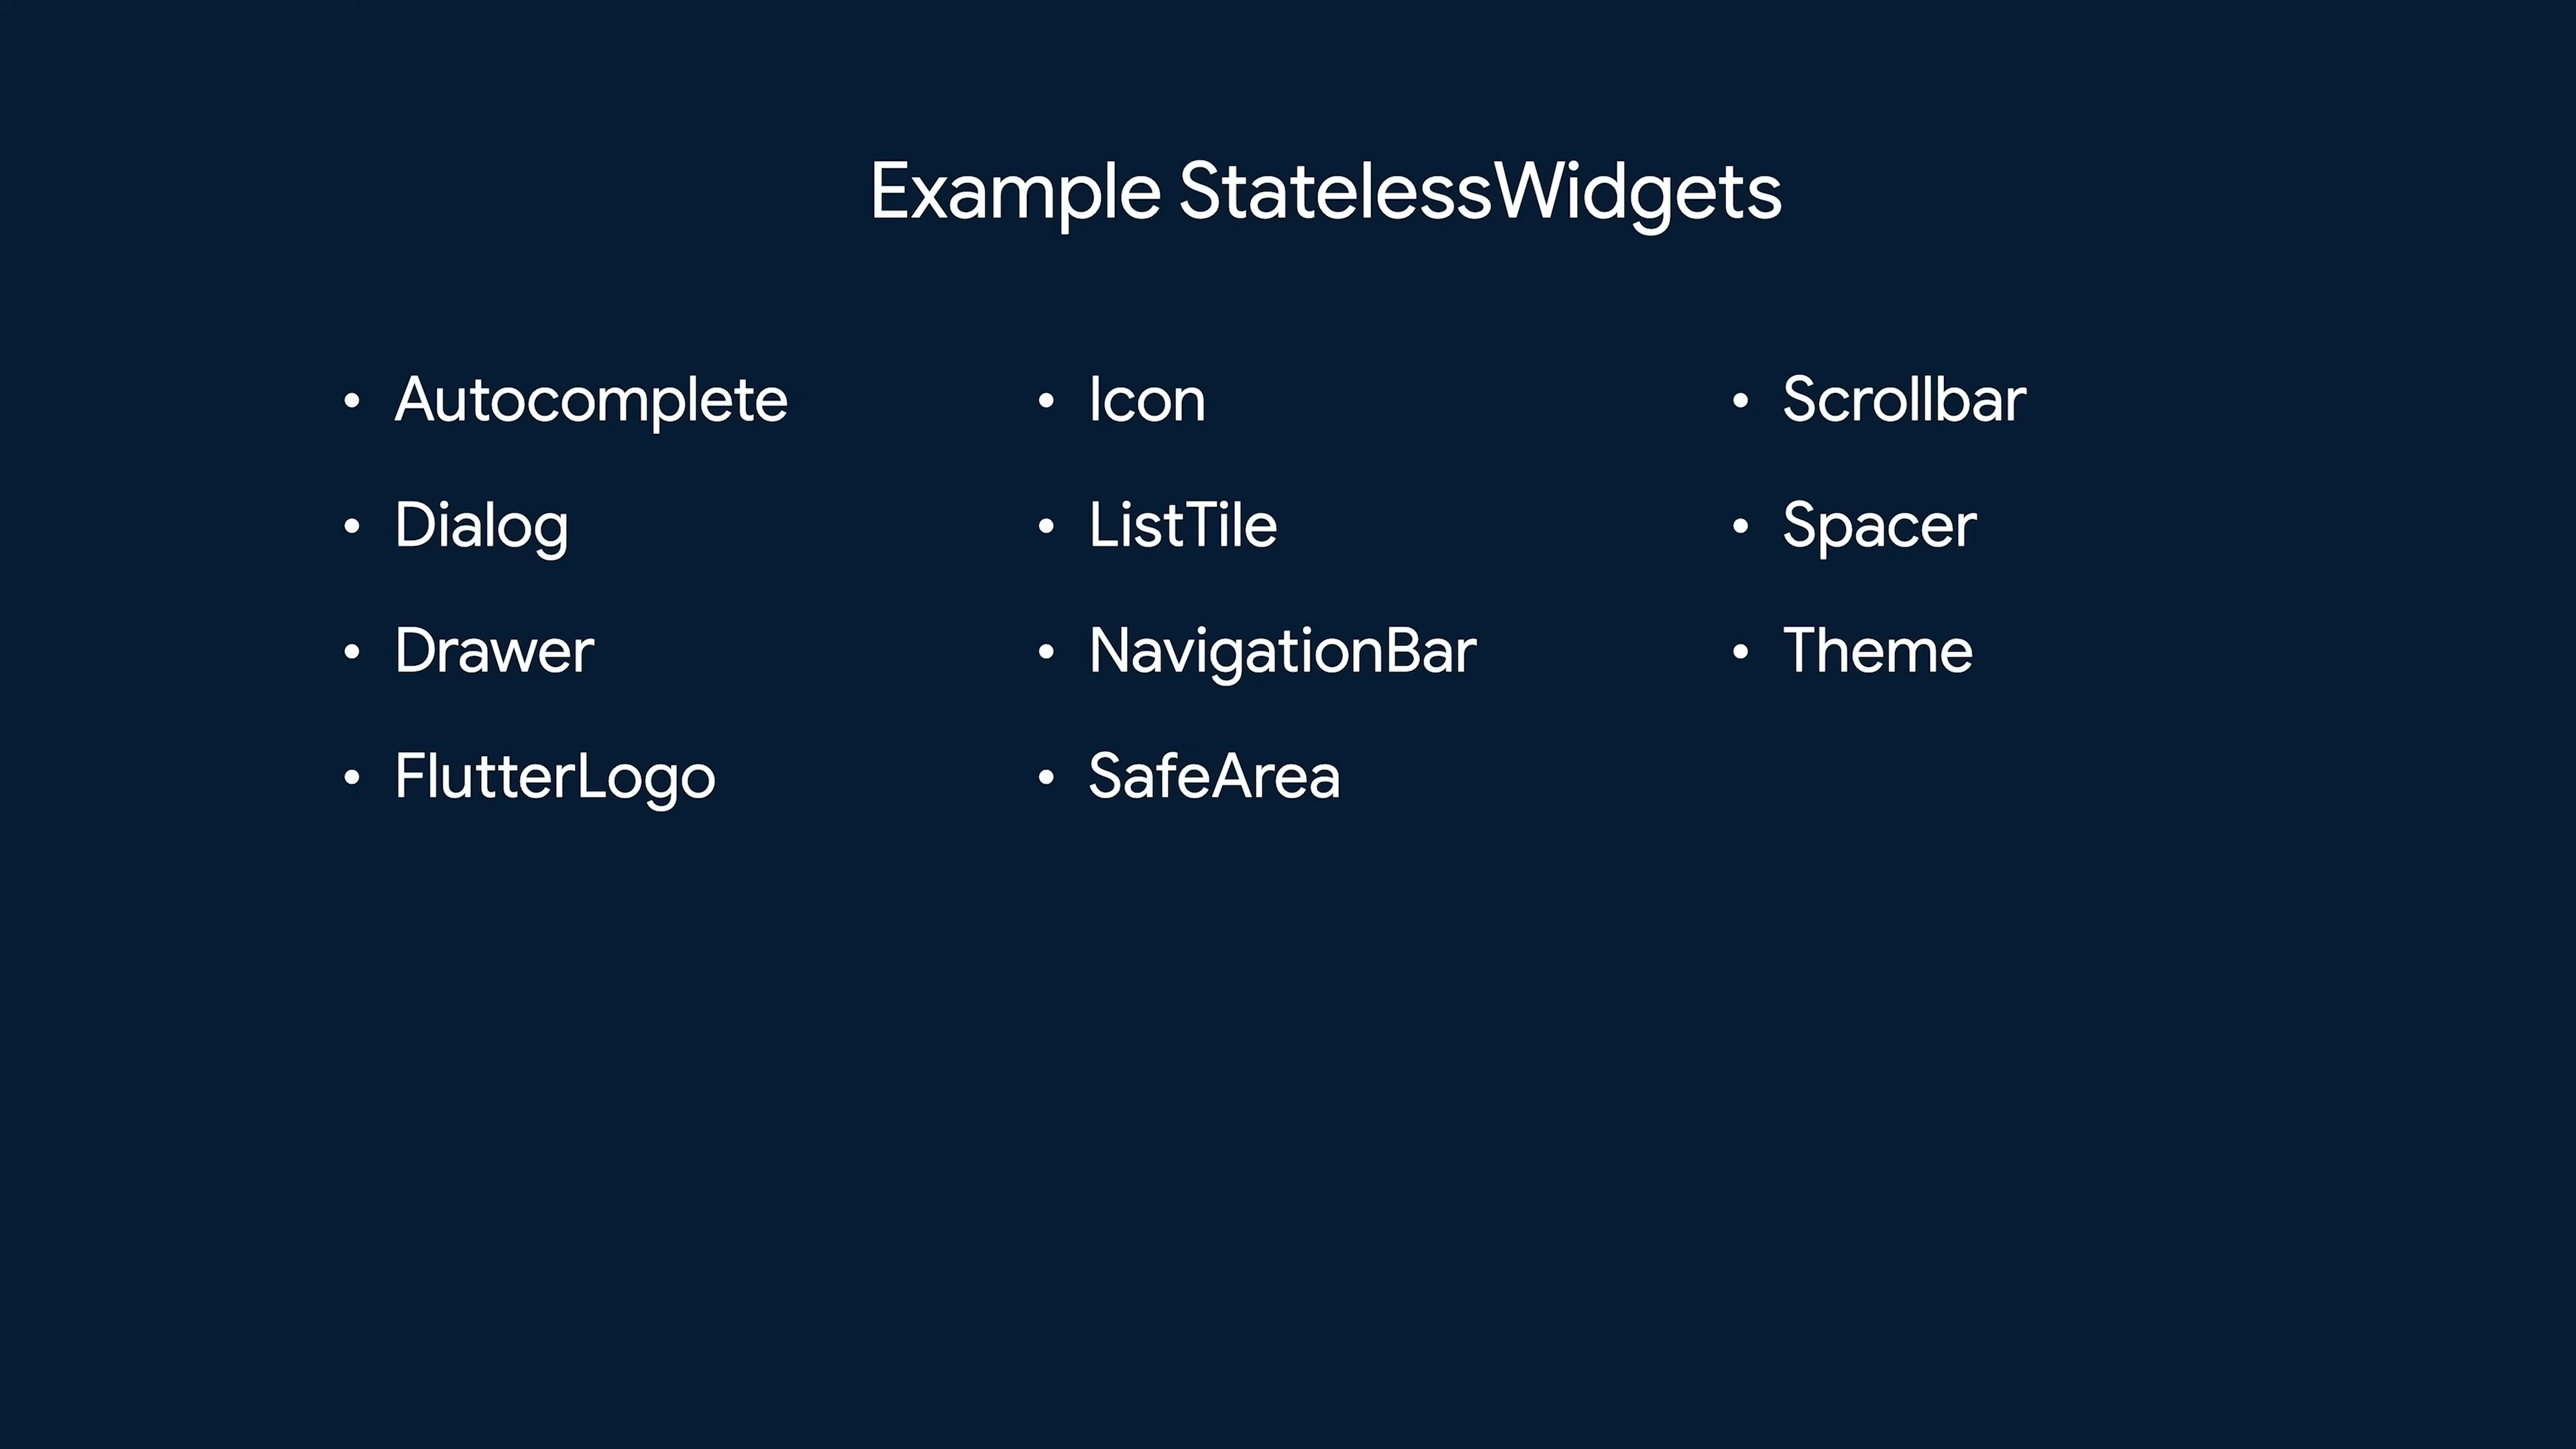 Example StatelessWidgets
• Autocomplete
• Dialog
• Drawer
• FlutterLogo
• Icon
• ListTile
• NavigationBar
• SafeArea
• Scrollbar
• Spacer
• Theme